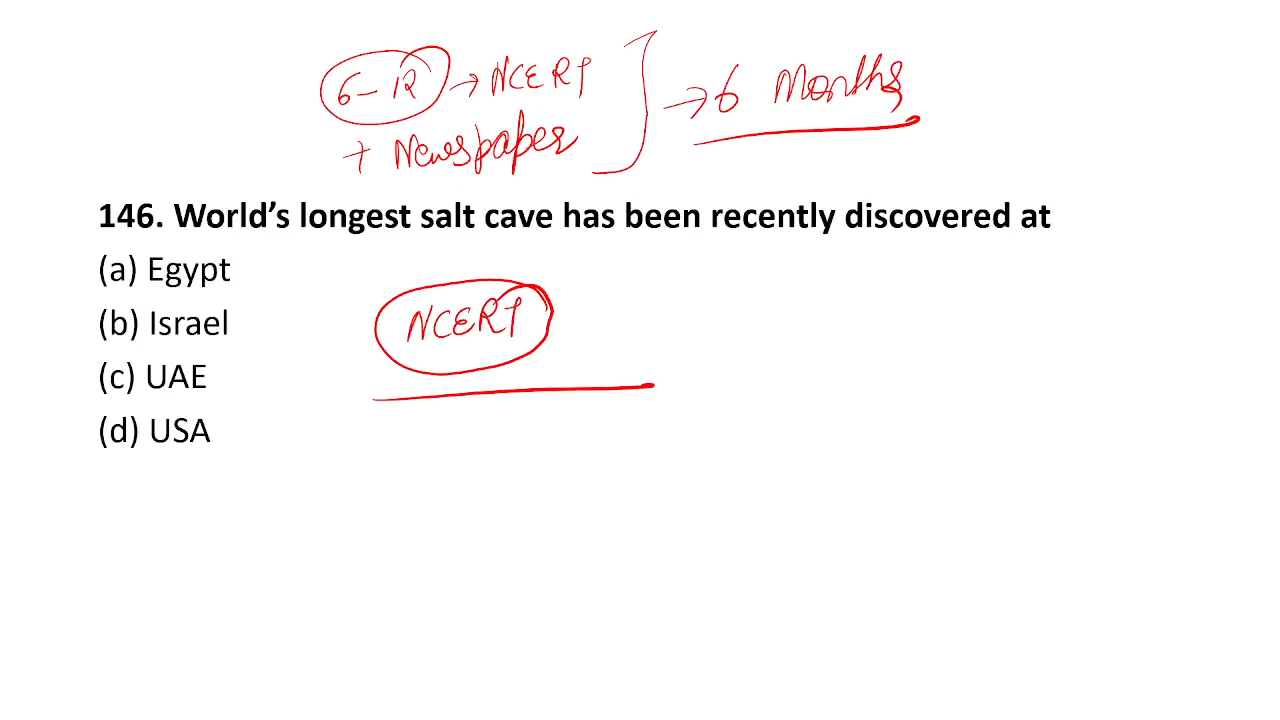 6-12 → NCERT
+ Newspaper
→ 6 Months
146. World’s longest salt cave has been recently discovered at
(a) Egypt
(b) Israel
(c) UAE
(d) USA
NCERT